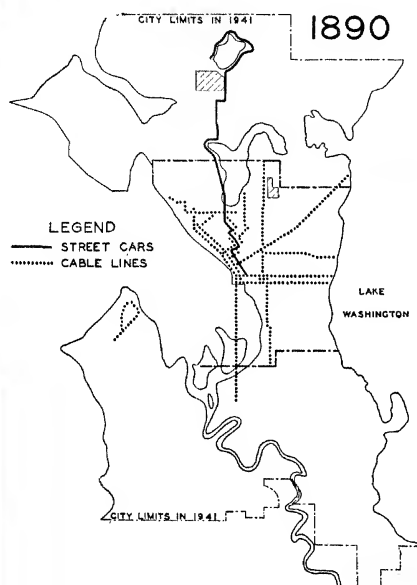 CITY LIMITS IN 1941
1890
LEGEND
STREET CARS
CABLE LINES
LAKE
WASHINGTON
CITY LIMITS IN 1941